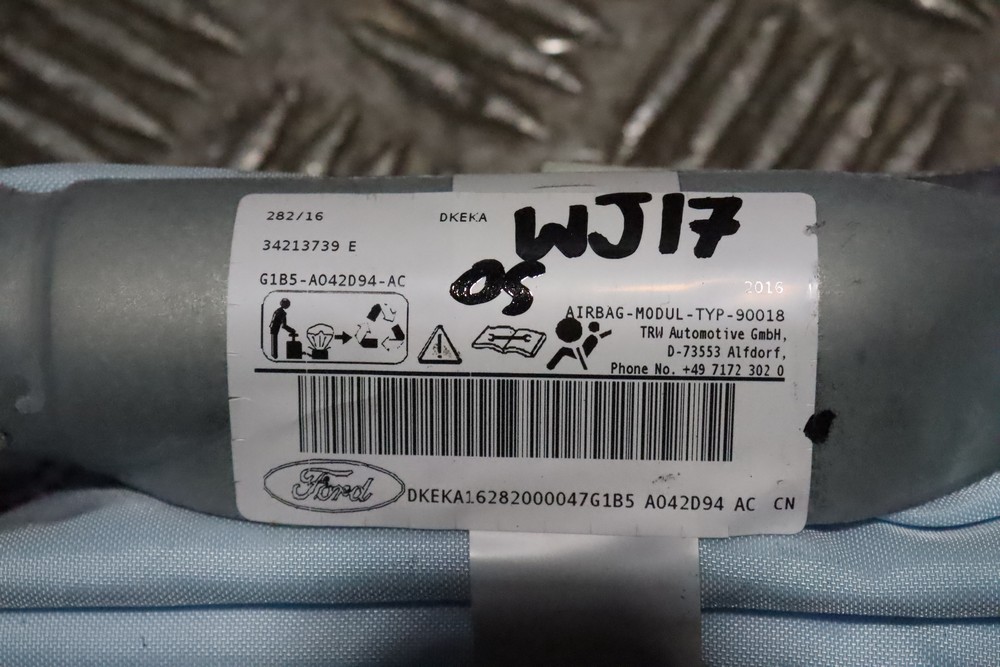 282/16
DKEKA
WJ17
34213739 E
G1B5-A042D94-AC
OS
2016
AIRBAG-MODUL-TYP-90018
TRW Automotive GmbH,
D-73553 Alfdorf,
Phone No. +49 7172 302 0
Ford
DKEKA16282000047G1B5 A042D94 AC CN